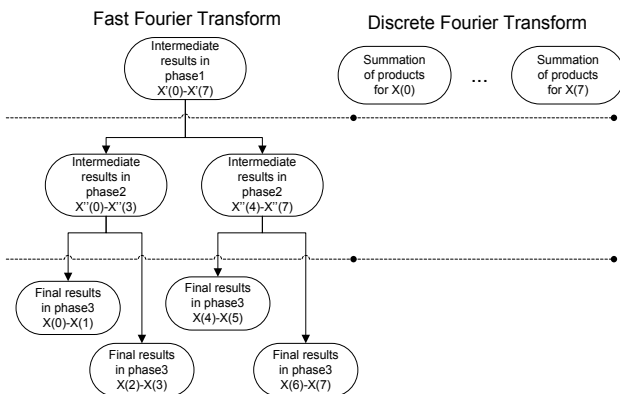 Fast Fourier Transform
Discrete Fourier Transform
Intermediate
results in
phase1
X'(0)-X'(7)
Summation
of products
for X(0)
...
Summation
of products
for X(7)
Intermediate
results in
phase2
X''(0)-X''(3)
Intermediate
results in
phase2
X''(4)-X''(7)
Final results
in phase3
X(0)-X(1)
Final results
in phase3
X(4)-X(5)
Final results
in phase3
X(2)-X(3)
Final results
in phase3
X(6)-X(7)